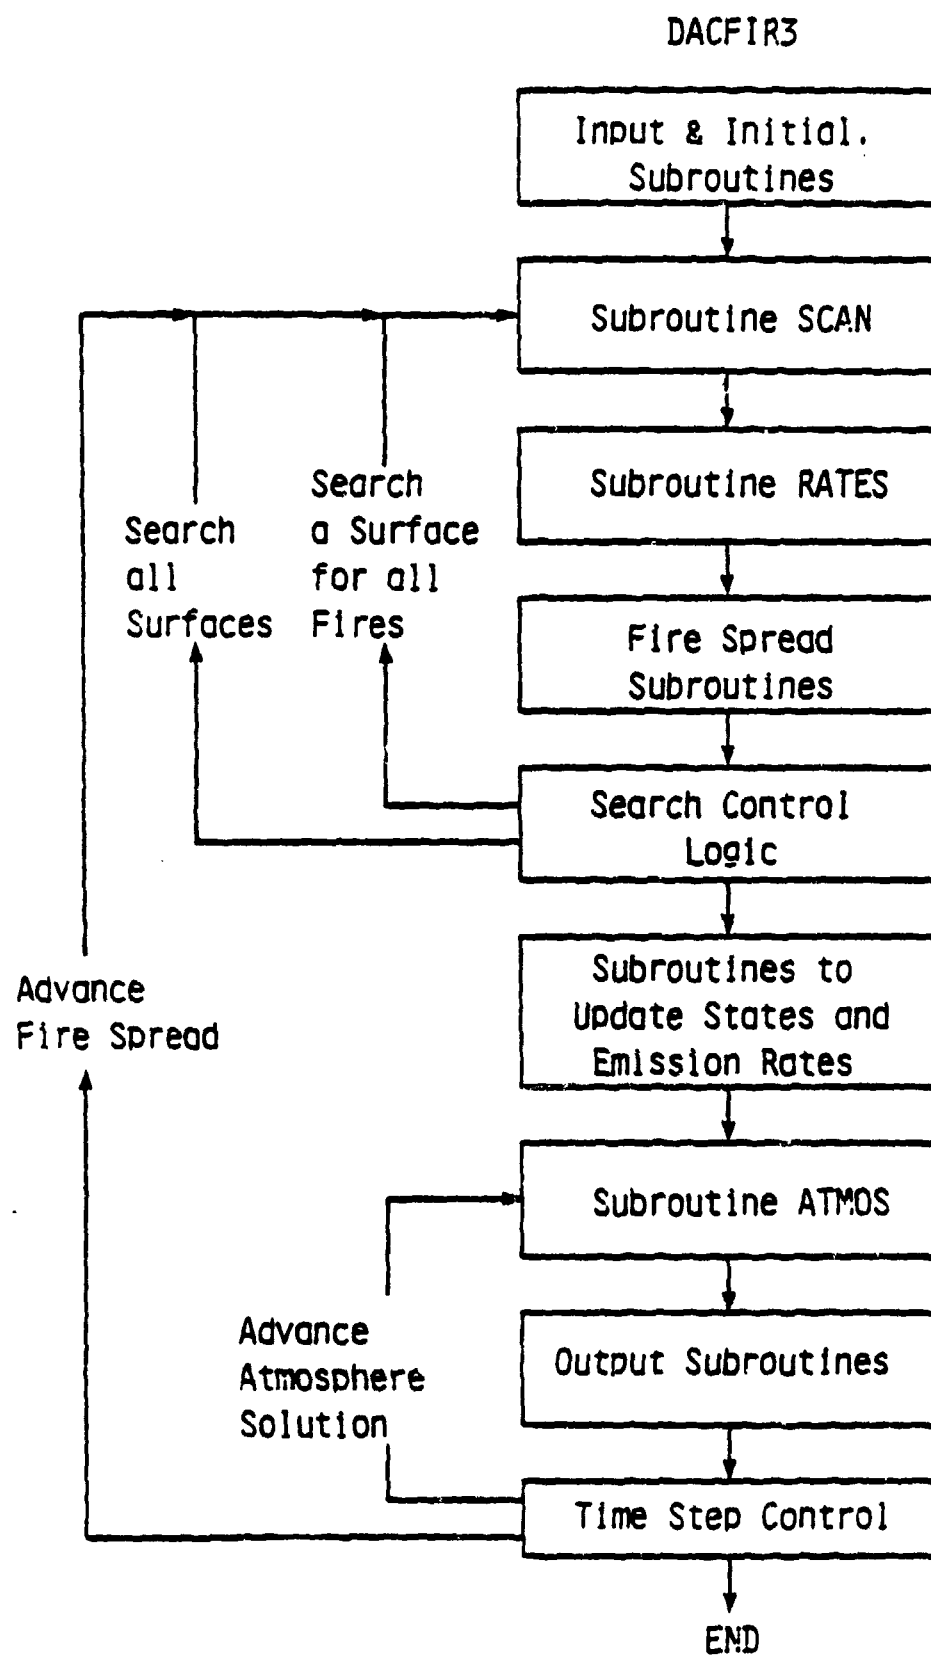 DACFIR3
Input & Initial.
Subroutines
Subroutine SCAN
Subroutine RATES
Search
a Surface
for all
Fires
Search
all
Surfaces
Fire Spread
Subroutines
Search Control
Logic
Subroutines to
Update States and
Emission Rates
Advance
Fire Spread
Subroutine ATMOS
Advance
Atmosphere
Solution
Output Subroutines
Time Step Control
END